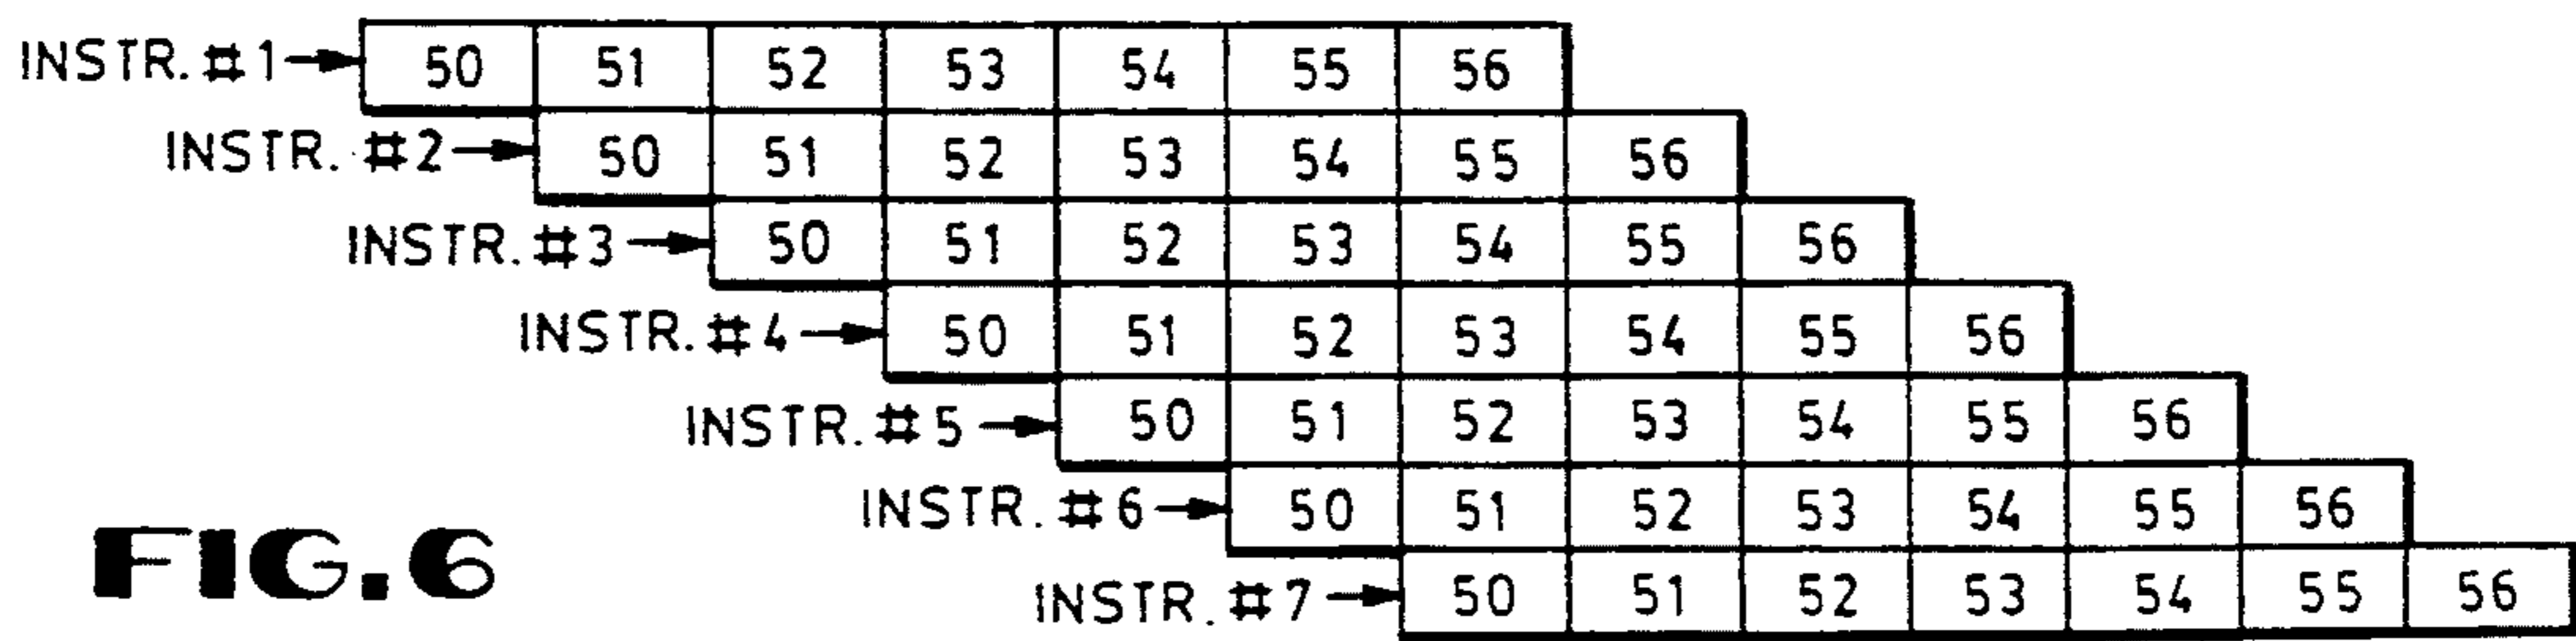 INSTR. #1 50 51 52 53 54 55 56
INSTR. #2 50 51 52 53 54 55 56
INSTR. #3 50 51 52 53 54 55 56
INSTR. #4 50 51 52 53 54 55 56
INSTR. #5 50 51 52 53 54 55 56
INSTR. #6 50 51 52 53 54 55 56
INSTR. #7 50 51 52 53 54 55 56
FIG.6